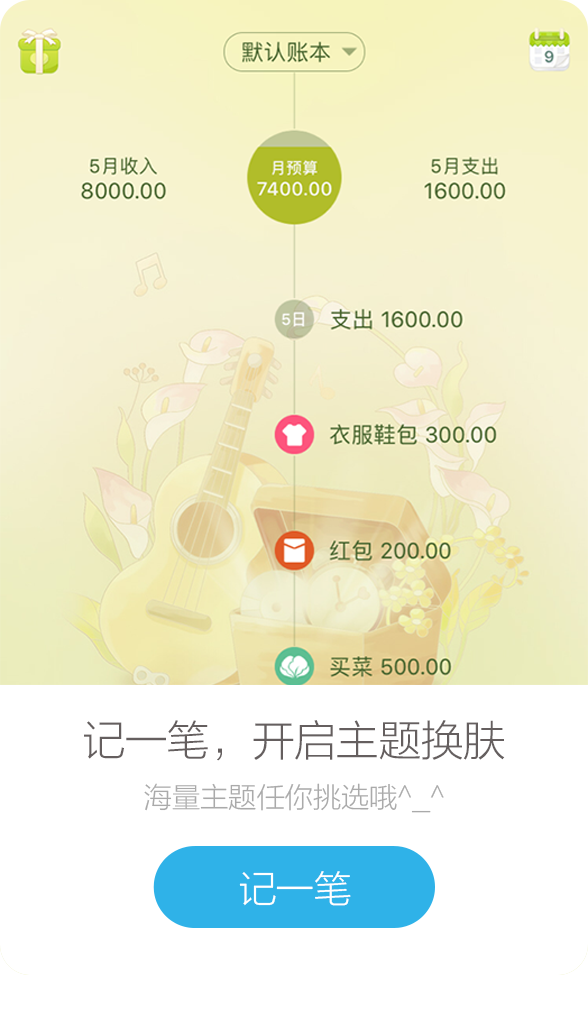 默认账本
9
5月收入
8000.00
月预算
7400.00
5月支出
1600.00
5日 支出 1600.00
衣服鞋包 300.00
红包 200.00
买菜 500.00
记一笔，开启主题换肤
海量主题任你挑选哦^_^
记一笔